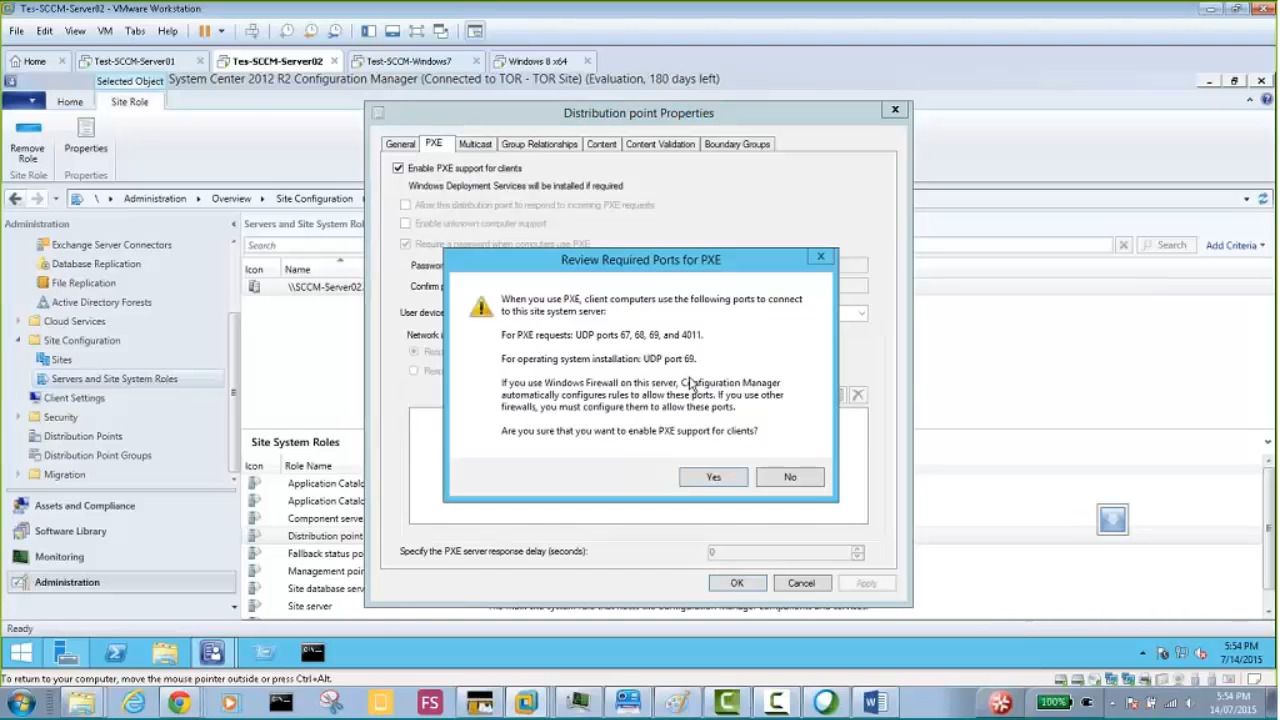 Tes-SCCM-Server02 - VMware Workstation
File Edit View VM Tabs Help
Home Test-SCCM-Server01 Tes-SCCM-Server02 Test-SCCM-Windows7 Windows 8 x64
Selected Object System Center 2012 R2 Configuration Manager (Connected to TOR - TOR Site) (Evaluation, 180 days left)
Home Site Role
Remove Role
Properties
Site Role Properties
\ Administration Overview Site Configuration
Administration
Exchange Server Connectors
Database Replication
File Replication
Active Directory Forests
Cloud Services
Site Configuration
Sites
Servers and Site System Roles
Client Settings
Security
Distribution Points
Distribution Point Groups
Migration
Assets and Compliance
Software Library
Monitoring
Administration
Servers and Site System Rol
Search
Search
Add Criteria
Icon Name
\\SCCM-Server02.
Site System Roles
Icon Role Name
Application Catalo
Application Catalo
Component serve
Distribution point
Fallback status po
Management poin
Site database serv
Site server
Distribution point Properties
General PXE Multicast Group Relationships Content Content Validation Boundary Groups
Enable PXE support for clients
Windows Deployment Services will be installed if required
Allow this distribution point to respond to incoming PXE requests
Enable unknown computer support
Require a password when computers use PXE
Passwor
Confirm p
User device
Network a
Resp
Resp
Specify the PXE server response delay (seconds): 0
OK Cancel Apply
Review Required Ports for PXE
When you use PXE, client computers use the following ports to connect
to this site system server:
For PXE requests: UDP ports 67, 68, 69, and 4011.
For operating system installation: UDP port 69.
If you use Windows Firewall on this server, Configuration Manager
automatically configures rules to allow these ports. If you use other
firewalls, you must configure them to allow these ports.
Are you sure that you want to enable PXE support for clients?
Yes No
Ready
5:54 PM
7/14/2015
To return to your computer, move the mouse pointer outside or press Ctrl+Alt.
FS
100%
5:54 PM
14/07/2015